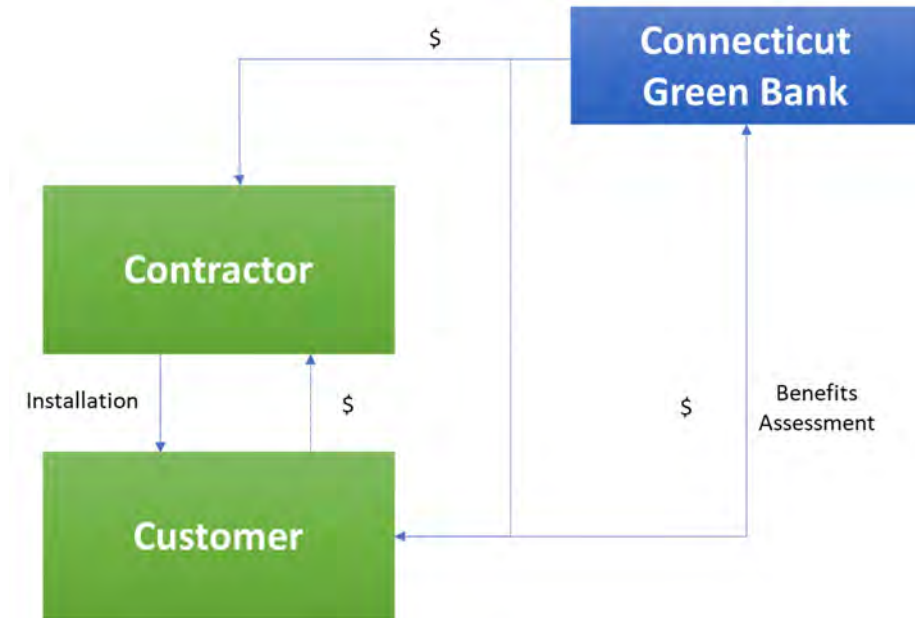 $
Connecticut
Green Bank
Contractor
Installation
$
$
Benefits
Assessment
Customer